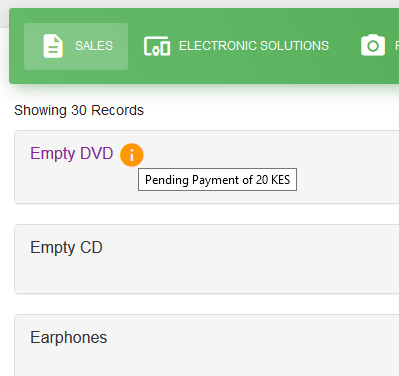 SALES
ELECTRONIC SOLUTIONS
Showing 30 Records
Empty DVD
Pending Payment of 20 KES
Empty CD
Earphones